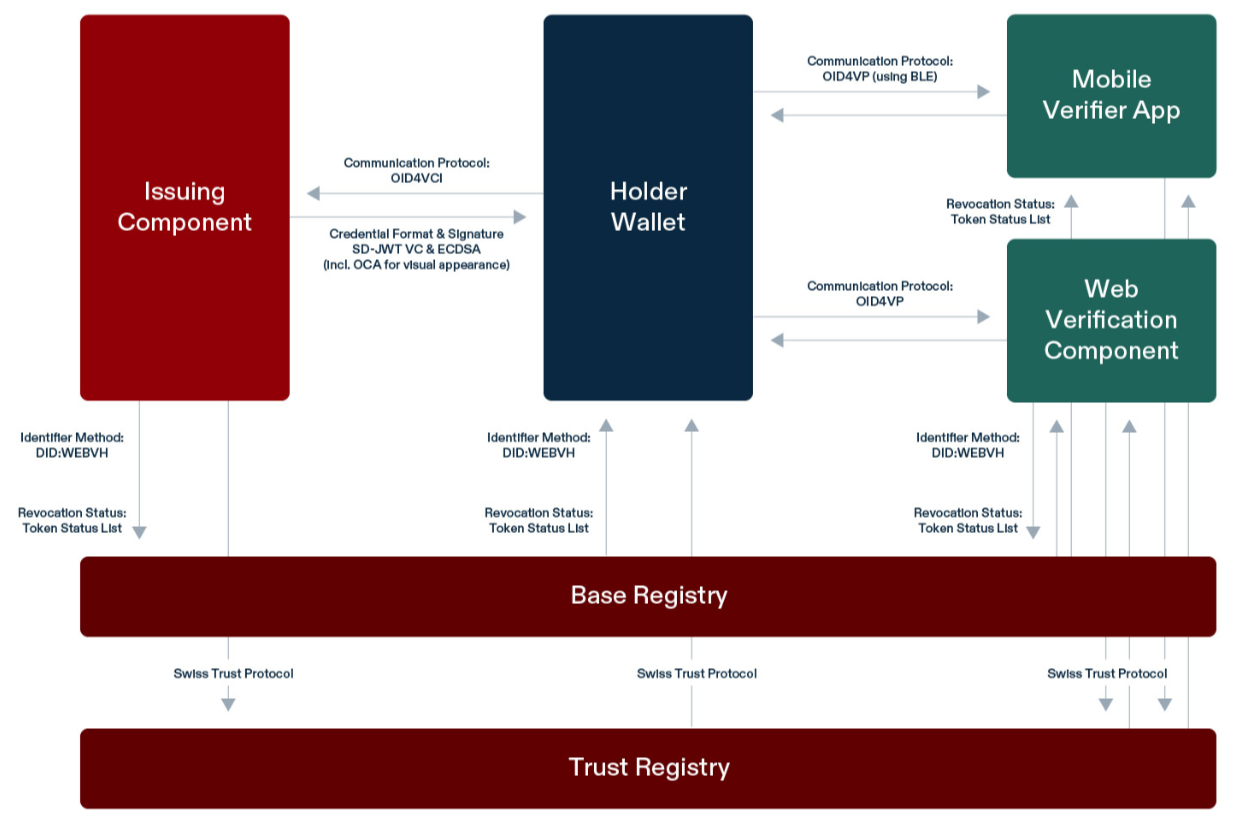 Issuing
Component
Communication Protocol:
OID4VCI
Credential Format & Signature
SD-JWT VC & ECDSA
(incl. OCA for visual appearance)
Holder
Wallet
Communication Protocol:
OID4VP (using BLE)
Mobile
Verifier App
Revocation Status:
Token Status List
Communication Protocol:
OID4VP
Web
Verification
Component
Identifier Method:
DID:WEBVH
Revocation Status:
Token Status List
Identifier Method:
DID:WEBVH
Revocation Status:
Token Status List
Identifier Method:
DID:WEBVH
Revocation Status:
Token Status List
Base Registry
Swiss Trust Protocol
Swiss Trust Protocol
Swiss Trust Protocol
Trust Registry